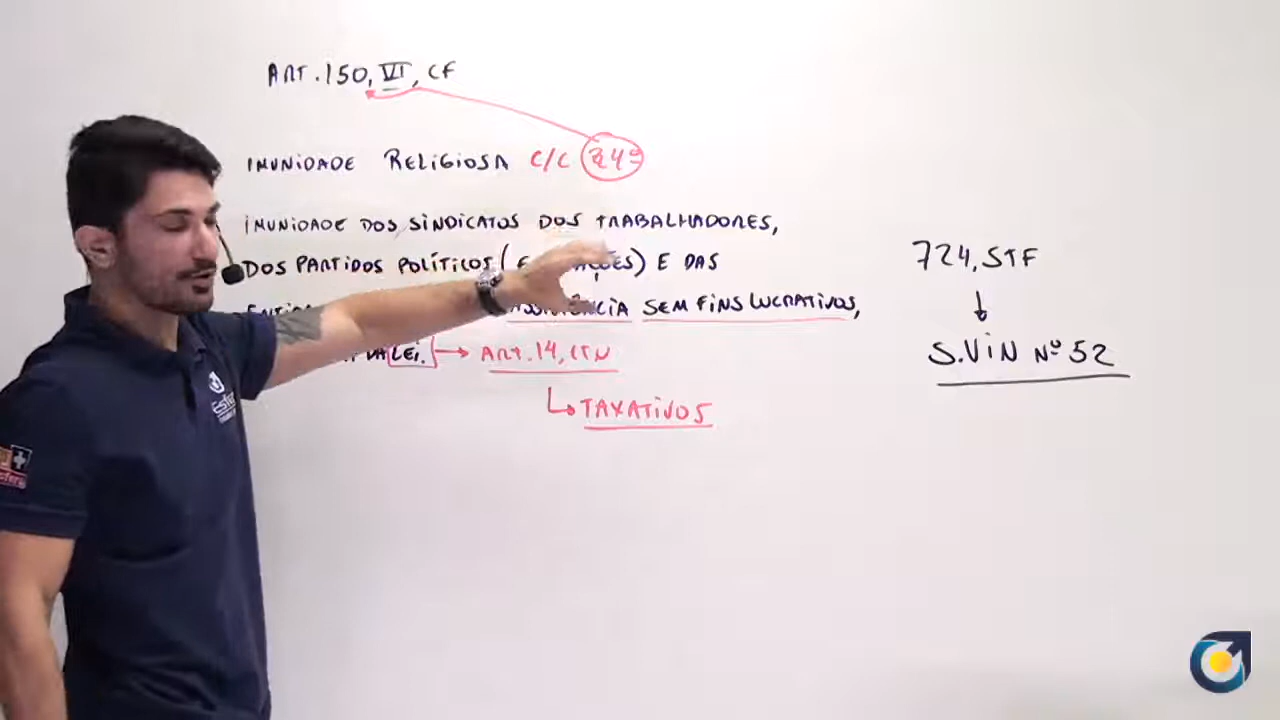 ART. 150, VI, CF
IMUNIDADE RELIGIOSA C/C § 4º
IMUNIDADE DOS SINDICATOS DOS TRABALHADORES,
DOS PARTIDOS POLÍTICOS ( E DAS
SEM FINS LUCRATIVOS,
LEI. → ART. 14, CTN
TAXATIVOS
724, STF
S. VIN Nº 52